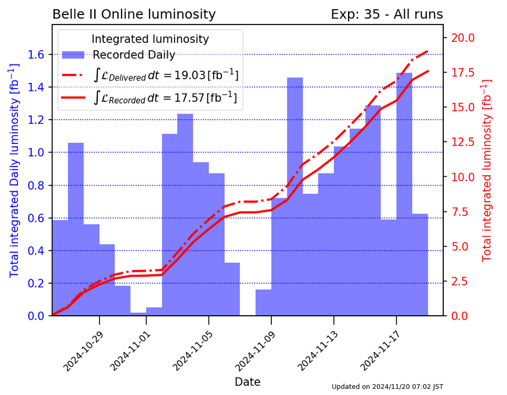 Belle II Online luminosity
Exp: 35 - All runs
Integrated luminosity
Recorded Daily
∫ℒ_Delivered dt = 19.03 [fb⁻¹]
∫ℒ_Recorded dt = 17.57 [fb⁻¹]
Total integrated Daily luminosity [fb⁻¹]
1.6
1.4
1.2
1.0
0.8
0.6
0.4
0.2
0.0
Total integrated luminosity [fb⁻¹]
20.0
17.5
15.0
12.5
10.0
7.5
5.0
2.5
0.0
2024-10-29
2024-11-01
2024-11-05
2024-11-09
2024-11-13
2024-11-17
Date
Updated on 2024/11/20 07:02 JST